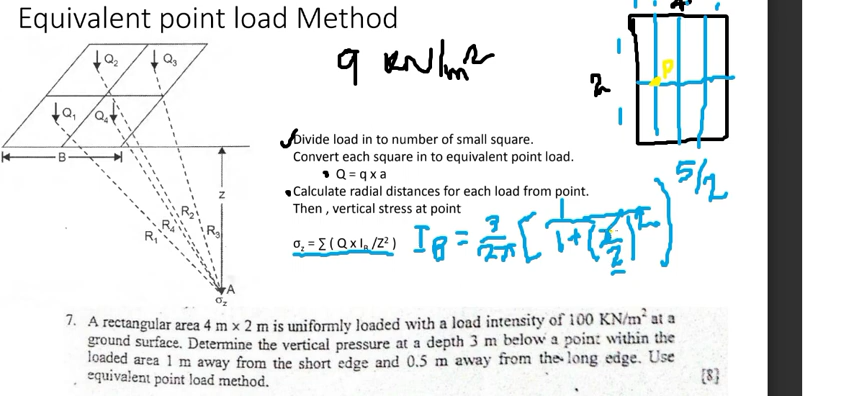 Equivalent point load Method
4
Q₂
Q₃
q KN/m²
P
2
Q₁
Q₄
Divide load in to number of small square.
B
Convert each square in to equivalent point load.
Q = q x a
Calculate radial distances for each load from point.
Z
Then , vertical stress at point
5/2
R₂
R₄
R₃
R₁
σz = Σ ( Q x IB /Z² )
IB = 3/2π [ 1/1+(r/z)² ]
A
σz
7. A rectangular area 4 m × 2 m is uniformly loaded with a load intensity of 100 KN/m² at a
ground surface. Determine the vertical pressure at a depth 3 m below a point within the
loaded area 1 m away from the short edge and 0.5 m away from the long edge. Use
equivalent point load method.
[8]